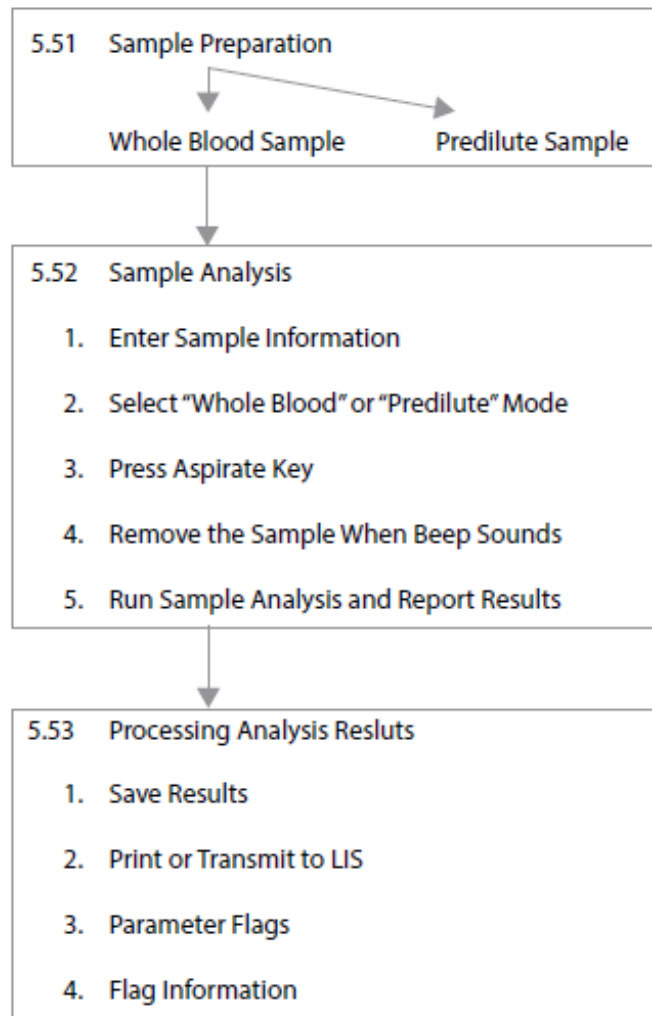 5.51 Sample Preparation
Whole Blood Sample Predilute Sample
5.52 Sample Analysis
1. Enter Sample Information
2. Select “Whole Blood” or “Predilute” Mode
3. Press Aspirate Key
4. Remove the Sample When Beep Sounds
5. Run Sample Analysis and Report Results
5.53 Processing Analysis Resluts
1. Save Results
2. Print or Transmit to LIS
3. Parameter Flags
4. Flag Information